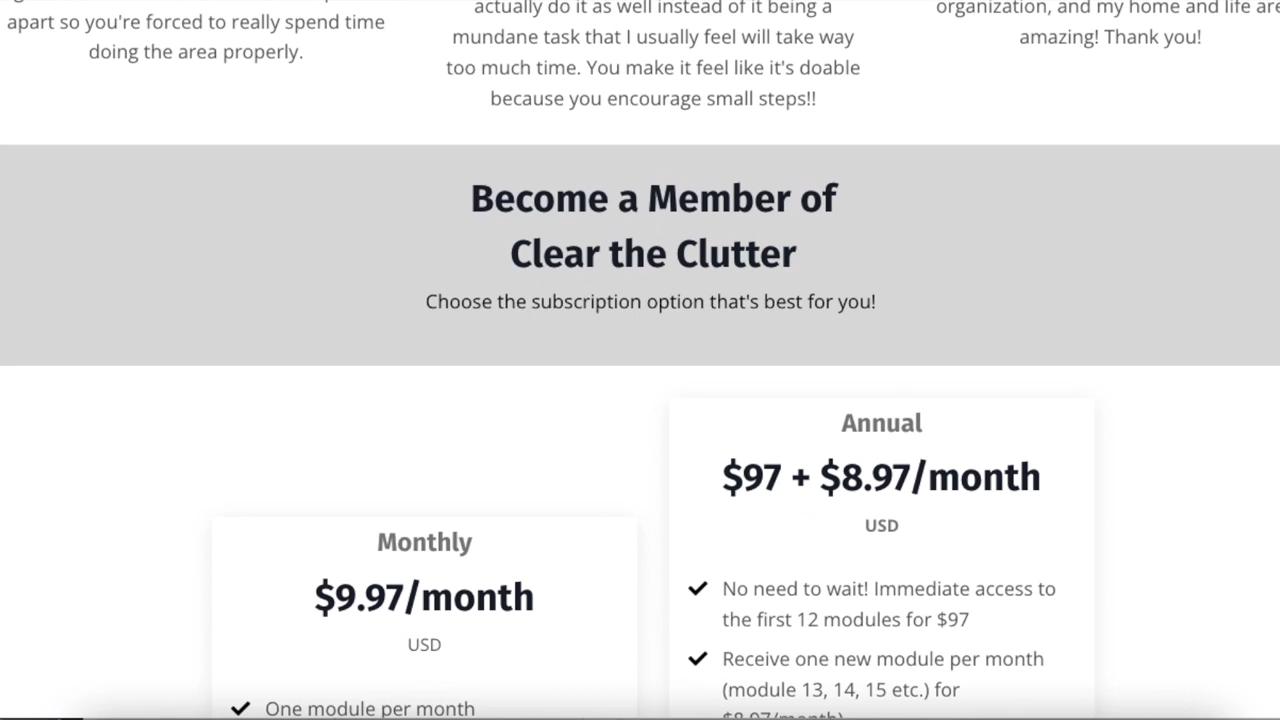 apart so you're forced to really spend time
doing the area properly.
actually do it as well instead of it being a
mundane task that I usually feel will take way
too much time. You make it feel like it's doable
because you encourage small steps!!
organization, and my home and life are
amazing! Thank you!
Become a Member of
Clear the Clutter
Choose the subscription option that's best for you!
Monthly
$9.97/month
USD
One module per month
Annual
$97 + $8.97/month
USD
No need to wait! Immediate access to
the first 12 modules for $97
Receive one new module per month
(module 13, 14, 15 etc.) for
$8.97/month)